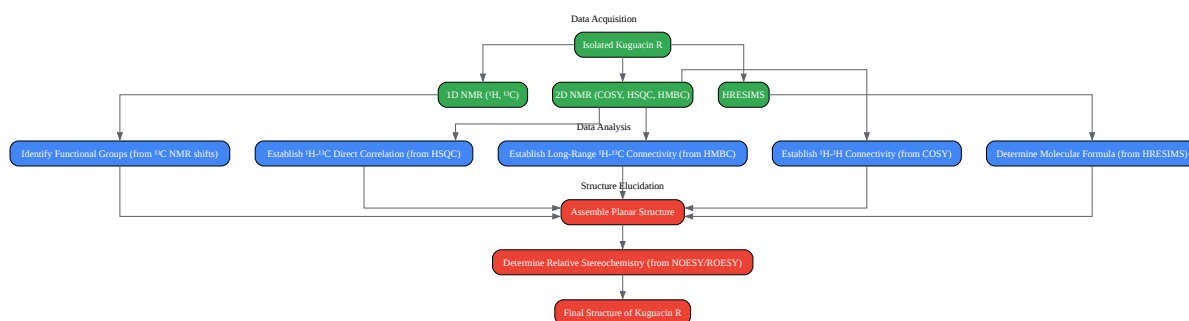 Data Acquisition
Isolated Kuguacin R
1D NMR (¹H, ¹³C)
2D NMR (COSY, HSQC, HMBC)
HRESIMS
Data Analysis
Identify Functional Groups (from ¹³C NMR shifts)
Establish ¹H-¹³C Direct Correlation (from HSQC)
Establish Long-Range ¹H-¹³C Connectivity (from HMBC)
Establish ¹H-¹H Connectivity (from COSY)
Determine Molecular Formula (from HRESIMS)
Structure Elucidation
Assemble Planar Structure
Determine Relative Stereochemistry (from NOESY/ROESY)
Final Structure of Kuguacin R